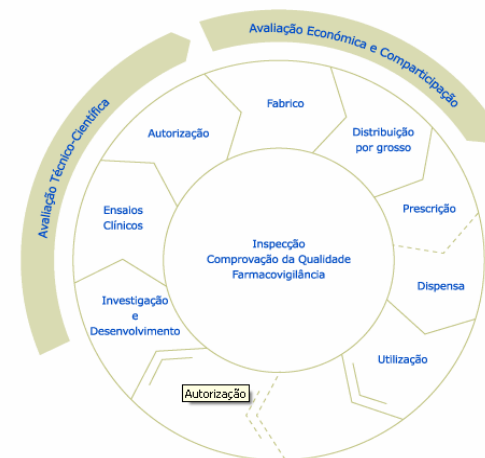 Avaliação Económica e Comparticipação
Avaliação Técnico-Científica
Fabrico
Autorização
Distribuição
por grosso
Ensaios
Clínicos
Prescrição
Inspecção
Comprovação da Qualidade
Farmacovigilância
Dispensa
Investigação
e
Desenvolvimento
Utilização
Autorização